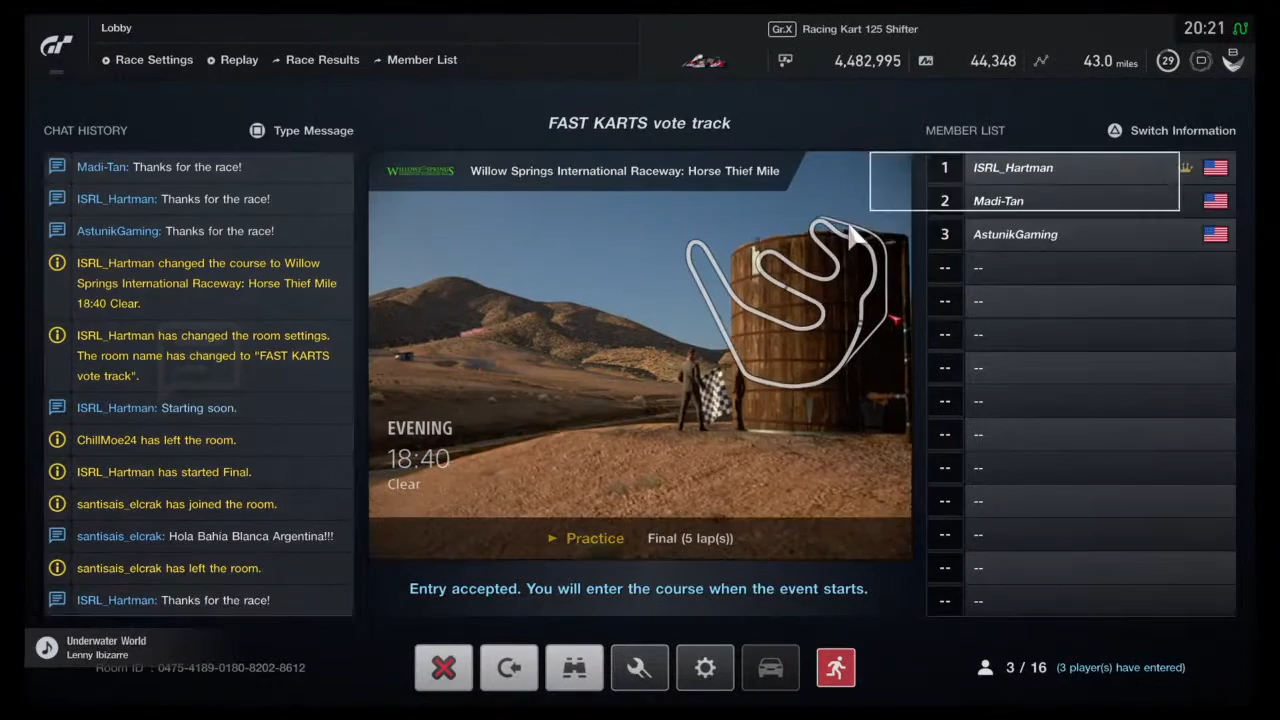 Lobby
Gr.X Racing Kart 125 Shifter
20:21
Race Settings Replay Race Results Member List
4,482,995 44,348 43.0 miles 29 B
CHAT HISTORY Type Message
FAST KARTS vote track
MEMBER LIST Switch Information
Madi-Tan: Thanks for the race!
ISRL_Hartman: Thanks for the race!
AstunikGaming: Thanks for the race!
ISRL_Hartman changed the course to Willow
Springs International Raceway: Horse Thief Mile
18:40 Clear.
ISRL_Hartman has changed the room settings.
The room name has changed to "FAST KARTS
vote track".
ISRL_Hartman: Starting soon.
ChillMoe24 has left the room.
ISRL_Hartman has started Final.
santisais_elcrak has joined the room.
santisais_elcrak: Hola Bahía Blanca Argentina!!!
santisais_elcrak has left the room.
ISRL_Hartman: Thanks for the race!
WILLOW SPRINGS Willow Springs International Raceway: Horse Thief Mile
EVENING
18:40
Clear
Practice Final (5 lap(s))
Entry accepted. You will enter the course when the event starts.
1 ISRL_Hartman
2 Madi-Tan
3 AstunikGaming
-- --
-- --
-- --
-- --
-- --
-- --
-- --
-- --
-- --
-- --
-- --
Underwater World
Lenny Ibizarre
Room ID : 0475-4189-0180-8202-8612
3 / 16 (3 player(s) have entered)